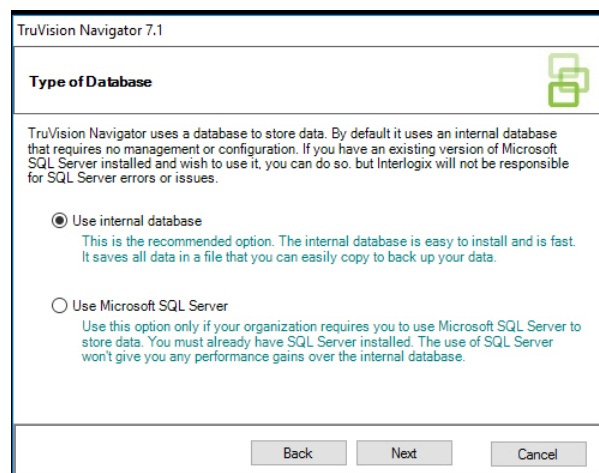 TruVision Navigator 7.1
Type of Database
TruVision Navigator uses a database to store data. By default it uses an internal database
that requires no management or configuration. If you have an existing version of Microsoft
SQL Server installed and wish to use it, you can do so. but Interlogix will not be responsible
for SQL Server errors or issues.
Use internal database
This is the recommended option. The internal database is easy to install and is fast.
It saves all data in a file that you can easily copy to back up your data.
Use Microsoft SQL Server
Use this option only if your organization requires you to use Microsoft SQL Server to
store data. You must already have SQL Server installed. The use of SQL Server
won't give you any performance gains over the internal database.
Back Next Cancel